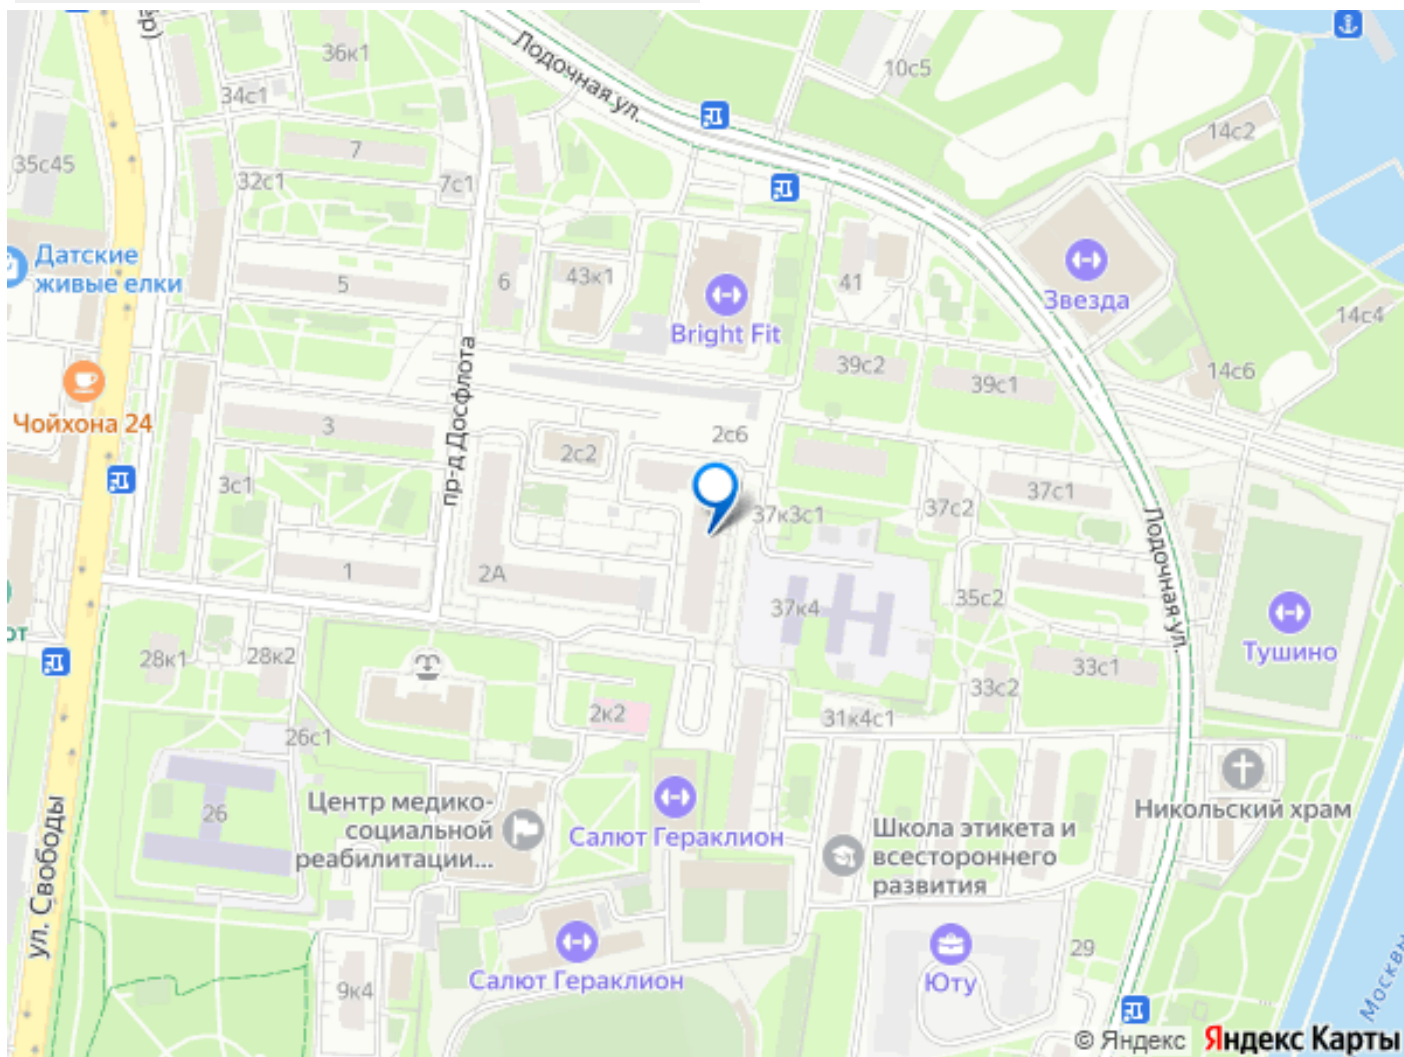 ер)
36к1
Лодочная ул.
10с5
34с1
14с2
35с45
7
32с1
7с1
Датские
живые елки
5
6
43к1
41
Звезда
Bright Fit
14с4
39с2
39с1
14с6
Чойхона 24
3
пр-д Досфлота
2с6
2с2
3с1
37с1
37с2
37к3с1
Лодочная ул.
1
2А
37к4
35с2
от
28к1
28к2
Тушино
33с1
33с2
2к2
31к4с1
26с1
26
Центр медико-
социальной
реабилитации...
Салют Гераклион
Школа этикета и
всестороннего
развития
Никольский храм
ул. Свободы
Салют Гераклион
Юту
29
9к4
Москвы
© Яндекс Яндекс Карты